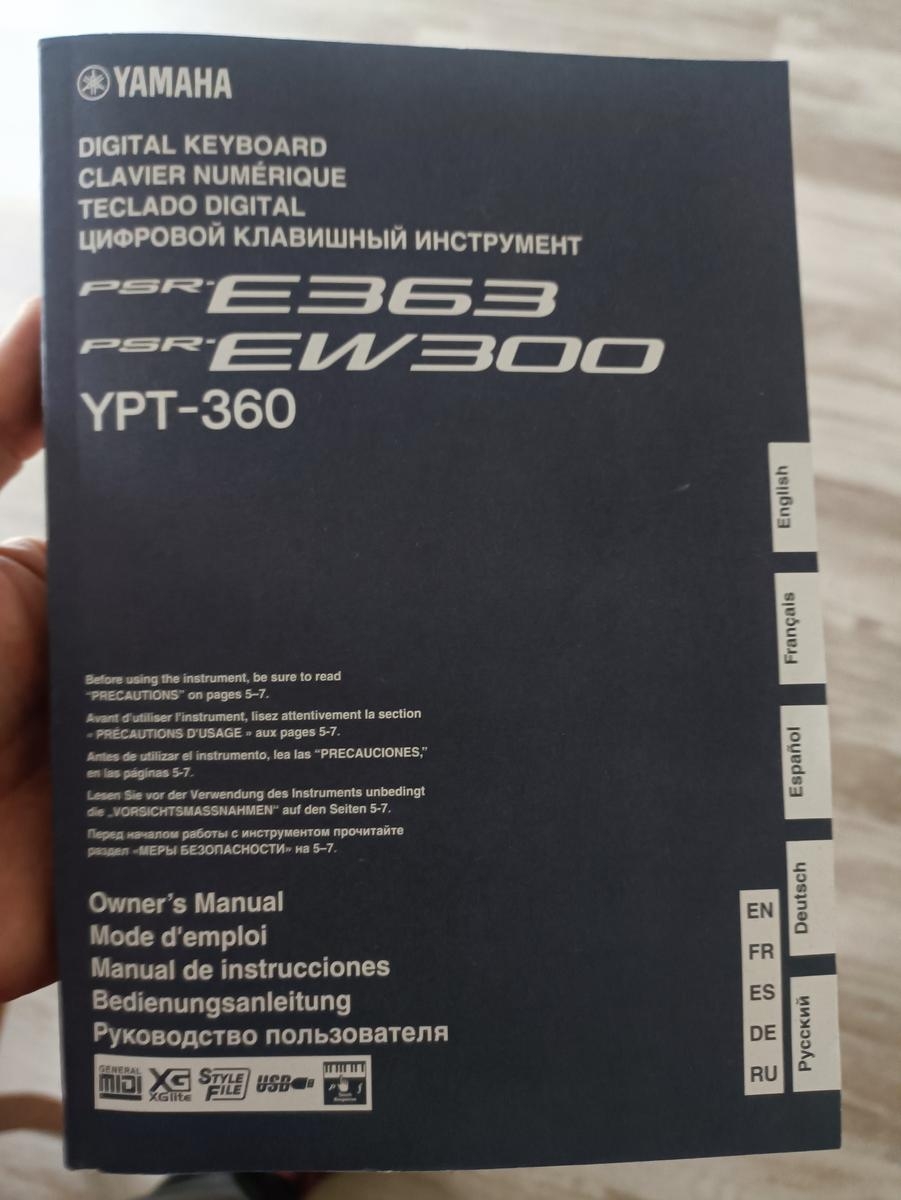 YAMAHA
DIGITAL KEYBOARD
CLAVIER NUMÉRIQUE
TECLADO DIGITAL
ЦИФРОВОЙ КЛАВИШНЫЙ ИНСТРУМЕНТ
PSR-E363
PSR-EW300
YPT-360
English
Français
Español
Deutsch
Русский
Before using the instrument, be sure to read
"PRECAUTIONS" on pages 5–7.
Avant d'utiliser l'instrument, lisez attentivement la section
« PRÉCAUTIONS D'USAGE » aux pages 5-7.
Antes de utilizar el instrumento, lea las "PRECAUCIONES,"
en las páginas 5-7.
Lesen Sie vor der Verwendung des Instruments unbedingt
die „VORSICHTSMASSNAHMEN" auf den Seiten 5-7.
Перед началом работы с инструментом прочитайте
раздел «МЕРЫ БЕЗОПАСНОСТИ» на 5–7.
Owner's Manual
Mode d'emploi
Manual de instrucciones
Bedienungsanleitung
Руководство пользователя
EN
FR
ES
DE
RU
GENERAL
MIDI
XG
XGlite
STYLE
FILE
USB
Touch
Response